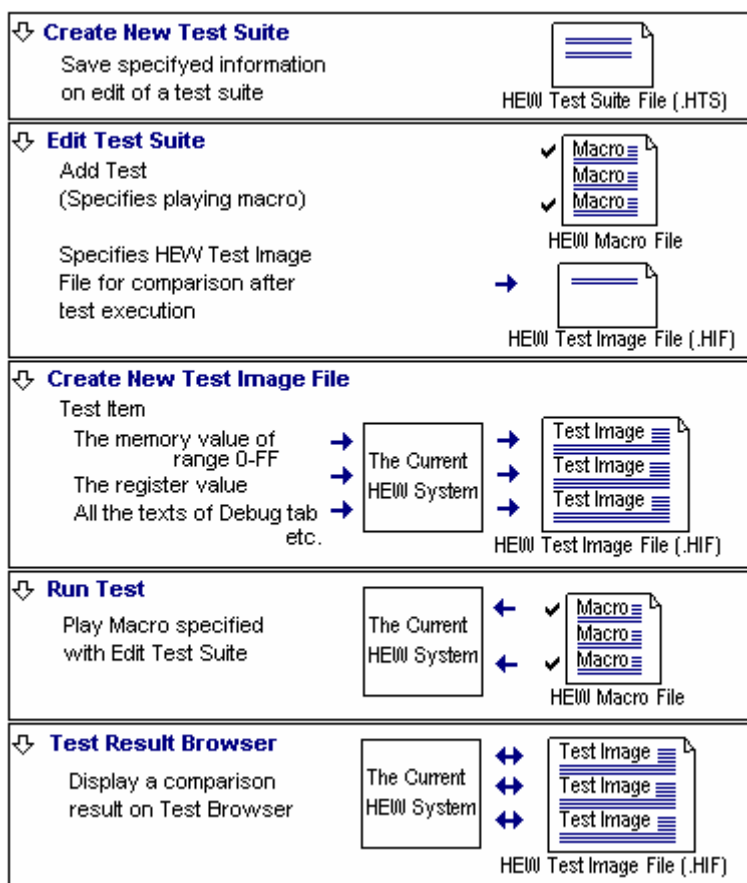 Create New Test Suite
Save specifyed information
on edit of a test suite
HEW Test Suite File (.HTS)
Edit Test Suite
Add Test
(Specifies playing macro)
Macro
Macro
Macro
HEW Macro File
Specifies HEW Test Image
File for comparison after
test execution
HEW Test Image File (.HIF)
Create New Test Image File
Test Item
The memory value of
range 0-FF
The register value
All the texts of Debug tab
etc.
The Current
HEW System
Test Image
Test Image
Test Image
HEW Test Image File (.HIF)
Run Test
Play Macro specified
with Edit Test Suite
The Current
HEW System
Macro
Macro
Macro
HEW Macro File
Test Result Browser
Display a comparison
result on Test Browser
The Current
HEW System
Test Image
Test Image
Test Image
HEW Test Image File (.HIF)